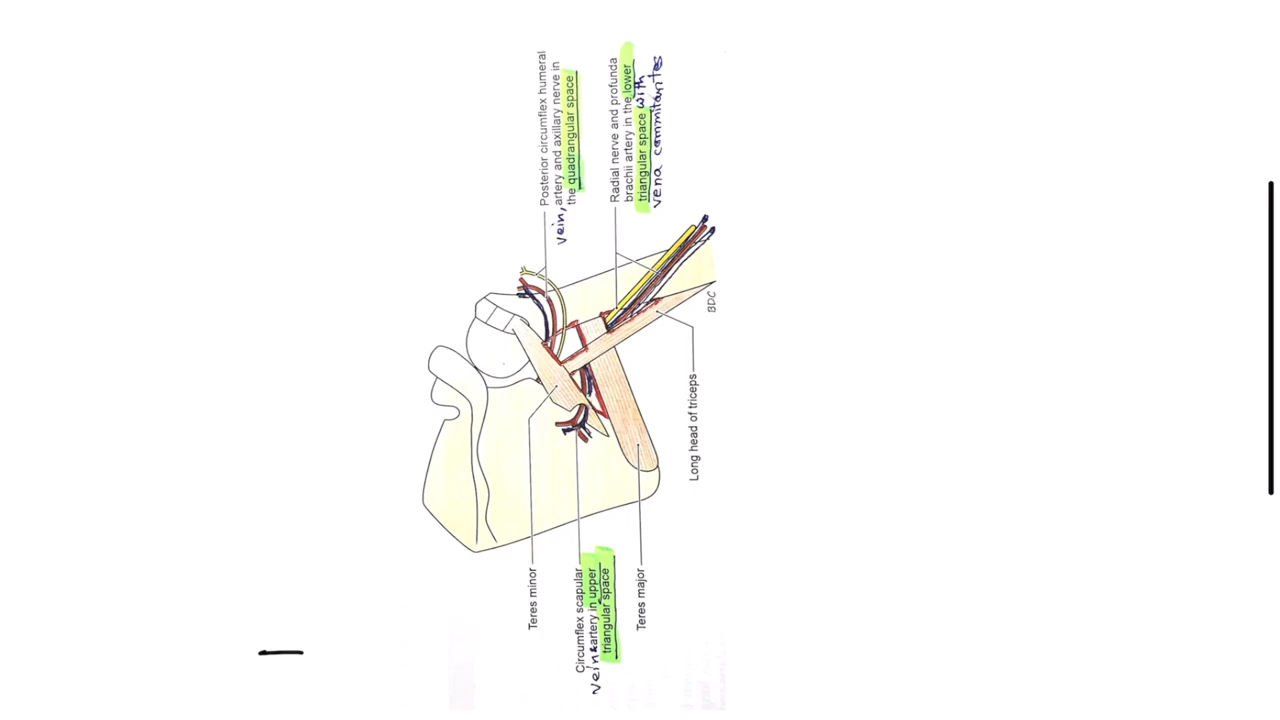 Teres minor
Circumflex scapular
vein & artery in upper
triangular space
Teres major
Posterior circumflex humeral
vein, artery and axillary nerve in
the quadrangular space
Radial nerve and profunda
brachii artery in the lower
triangular space with
vena commitantes
Long head of triceps
BDC